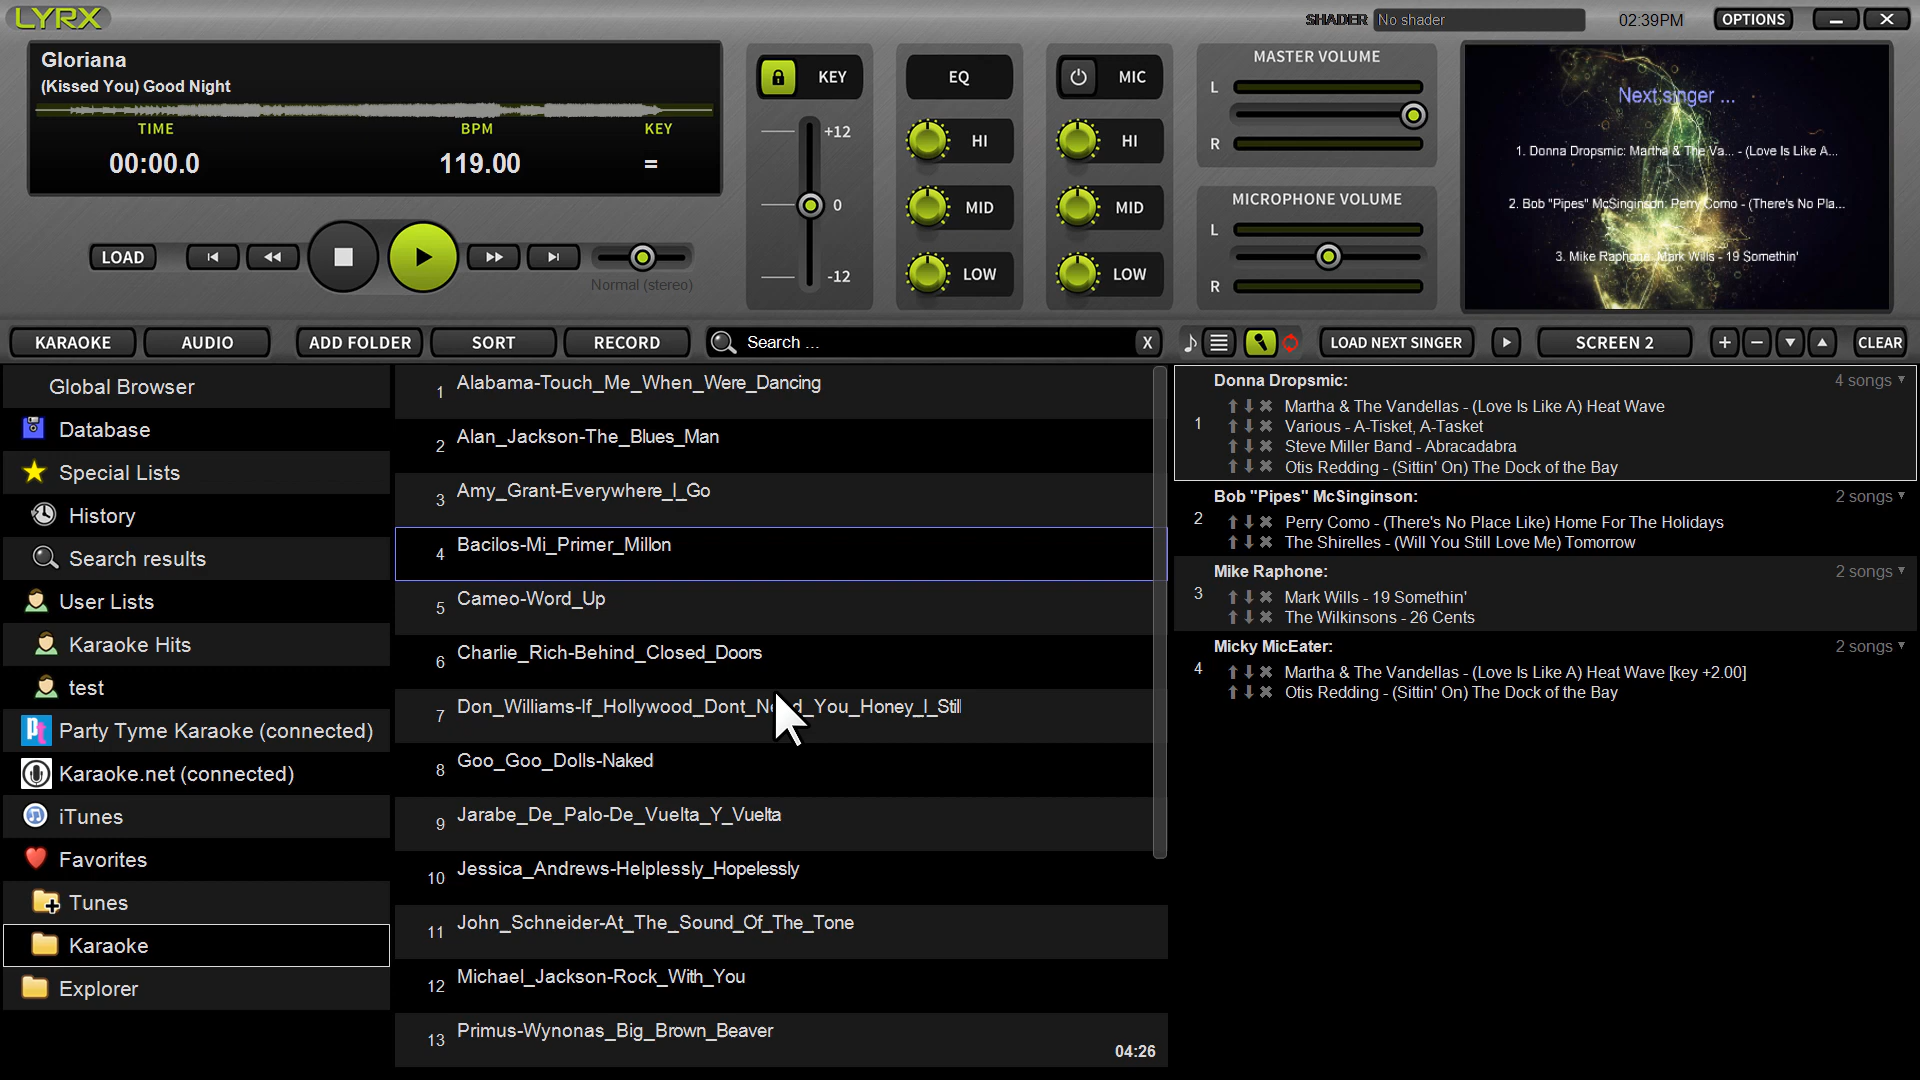 LYRX
SHADER No shader 02:39PM OPTIONS
Gloriana
(Kissed You) Good Night
TIME BPM KEY
00:00.0 119.00 =
LOAD
Normal (stereo)
KEY
+12
0
-12
EQ
HI
MID
LOW
MIC
HI
MID
LOW
MASTER VOLUME
L
R
MICROPHONE VOLUME
L
R
Next singer ...
1. Donna Dropsmic: Martha & The Va... - (Love Is Like A...
2. Bob "Pipes" McSinginson: Perry Como - (There's No Pla...
3. Mike Raphone: Mark Wills - 19 Somethin'
KARAOKE AUDIO ADD FOLDER SORT RECORD Search ... X LOAD NEXT SINGER SCREEN 2 CLEAR
Global Browser
Database
Special Lists
History
Search results
User Lists
Karaoke Hits
test
Party Tyme Karaoke (connected)
Karaoke.net (connected)
iTunes
Favorites
Tunes
Karaoke
Explorer
1 Alabama-Touch_Me_When_Were_Dancing
2 Alan_Jackson-The_Blues_Man
3 Amy_Grant-Everywhere_I_Go
4 Bacilos-Mi_Primer_Millon
5 Cameo-Word_Up
6 Charlie_Rich-Behind_Closed_Doors
7 Don_Williams-If_Hollywood_Dont_Need_You_Honey_I_Still
8 Goo_Goo_Dolls-Naked
9 Jarabe_De_Palo-De_Vuelta_Y_Vuelta
10 Jessica_Andrews-Helplessly_Hopelessly
11 John_Schneider-At_The_Sound_Of_The_Tone
12 Michael_Jackson-Rock_With_You
13 Primus-Wynonas_Big_Brown_Beaver
04:26
Donna Dropsmic: 4 songs
1
Martha & The Vandellas - (Love Is Like A) Heat Wave
Various - A-Tisket, A-Tasket
Steve Miller Band - Abracadabra
Otis Redding - (Sittin' On) The Dock of the Bay
Bob "Pipes" McSinginson: 2 songs
2
Perry Como - (There's No Place Like) Home For The Holidays
The Shirelles - (Will You Still Love Me) Tomorrow
Mike Raphone: 2 songs
3
Mark Wills - 19 Somethin'
The Wilkinsons - 26 Cents
Micky MicEater: 2 songs
4
Martha & The Vandellas - (Love Is Like A) Heat Wave [key +2.00]
Otis Redding - (Sittin' On) The Dock of the Bay